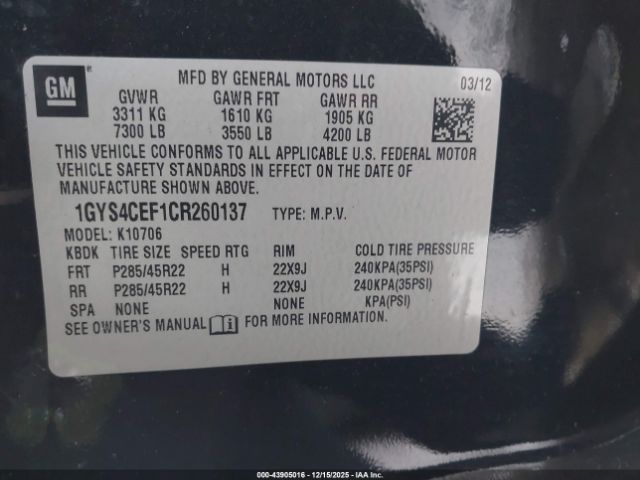 GM
MFD BY GENERAL MOTORS LLC 03/12
GVWR GAWR FRT GAWR RR
3311 KG 1610 KG 1905 KG
7300 LB 3550 LB 4200 LB
THIS VEHICLE CONFORMS TO ALL APPLICABLE U.S. FEDERAL MOTOR
VEHICLE SAFETY STANDARDS IN EFFECT ON THE DATE OF
MANUFACTURE SHOWN ABOVE.
1GYS4CEF1CR260137 TYPE: M.P.V.
MODEL: K10706
KBDK TIRE SIZE SPEED RTG RIM COLD TIRE PRESSURE
FRT P285/45R22 H 22X9J 240KPA(35PSI)
RR P285/45R22 H 22X9J 240KPA(35PSI)
SPA NONE NONE KPA(PSI)
SEE OWNER'S MANUAL FOR MORE INFORMATION.
000-43905016 - 12/15/2025 - IAAI.com